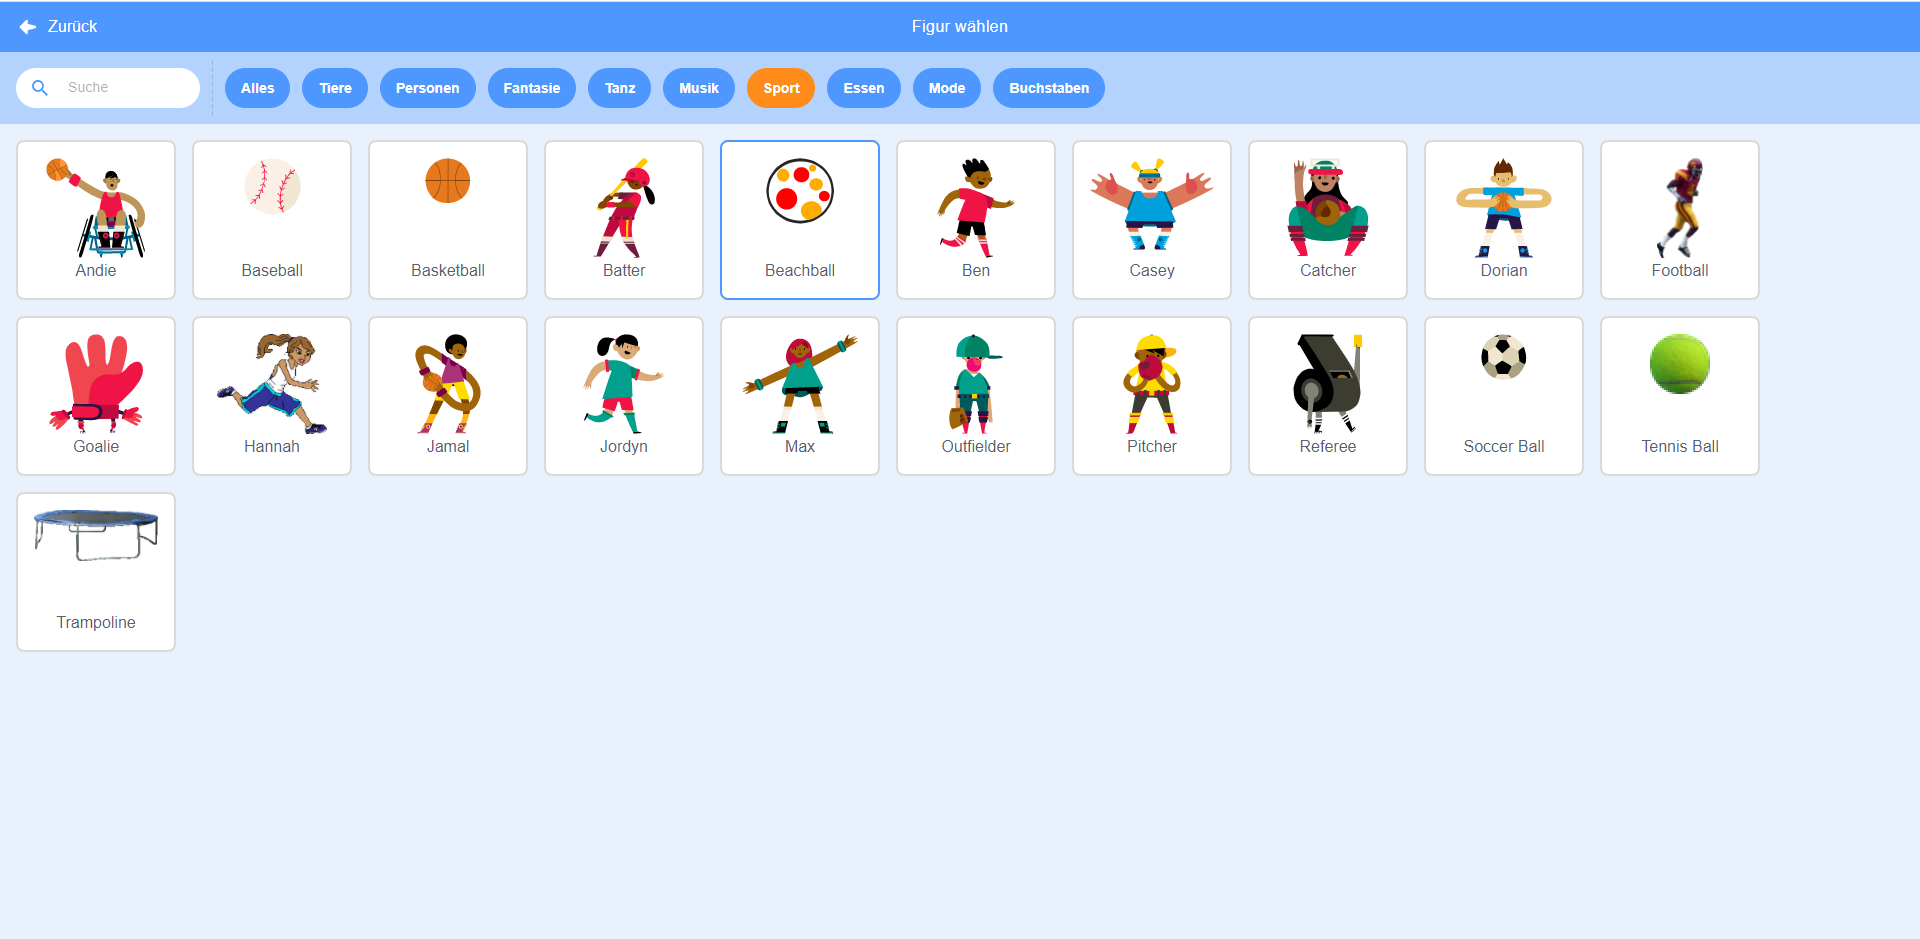 Zurück
Figur wählen
Suche
Alles
Tiere
Personen
Fantasie
Tanz
Musik
Sport
Essen
Mode
Buchstaben
Andie
Baseball
Basketball
Batter
Beachball
Ben
Casey
Catcher
Dorian
Football
Goalie
Hannah
Jamal
Jordyn
Max
Outfielder
Pitcher
Referee
Soccer Ball
Tennis Ball
Trampoline